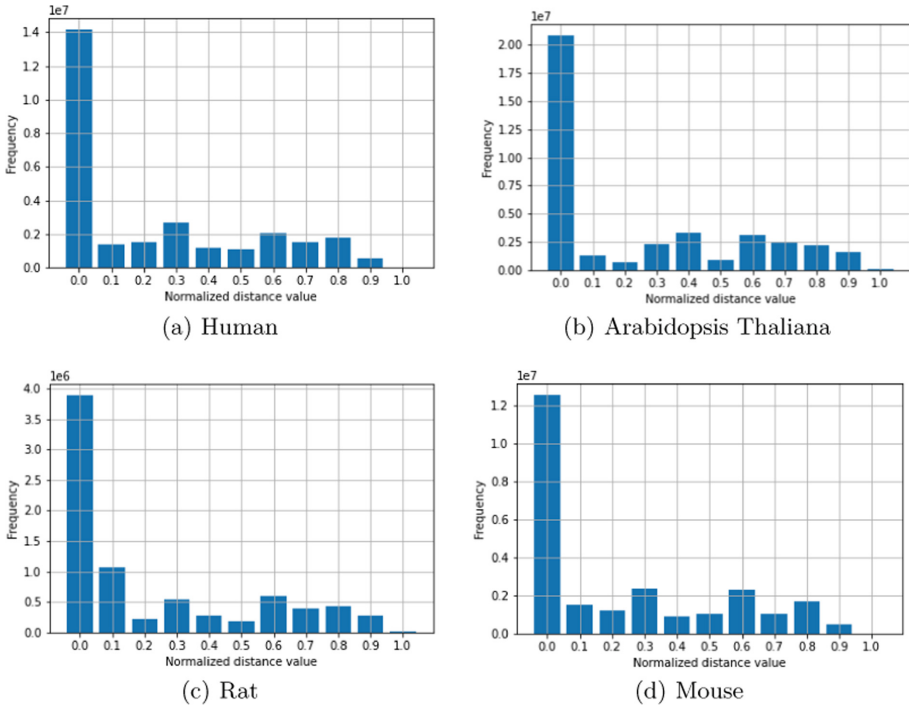 1e7
1.4
1.2
1.0
0.8
0.6
0.4
0.2
0.0
Frequency
0.0 0.1 0.2 0.3 0.4 0.5 0.6 0.7 0.8 0.9 1.0
Normalized distance value
(a) Human
1e7
2.00
1.75
1.50
1.25
1.00
0.75
0.50
0.25
0.00
Frequency
0.0 0.1 0.2 0.3 0.4 0.5 0.6 0.7 0.8 0.9 1.0
Normalized distance value
(b) Arabidopsis Thaliana
1e6
4.0
3.5
3.0
2.5
2.0
1.5
1.0
0.5
0.0
Frequency
0.0 0.1 0.2 0.3 0.4 0.5 0.6 0.7 0.8 0.9 1.0
Normalized distance value
(c) Rat
1e7
1.2
1.0
0.8
0.6
0.4
0.2
0.0
Frequency
0.0 0.1 0.2 0.3 0.4 0.5 0.6 0.7 0.8 0.9 1.0
Normalized distance value
(d) Mouse